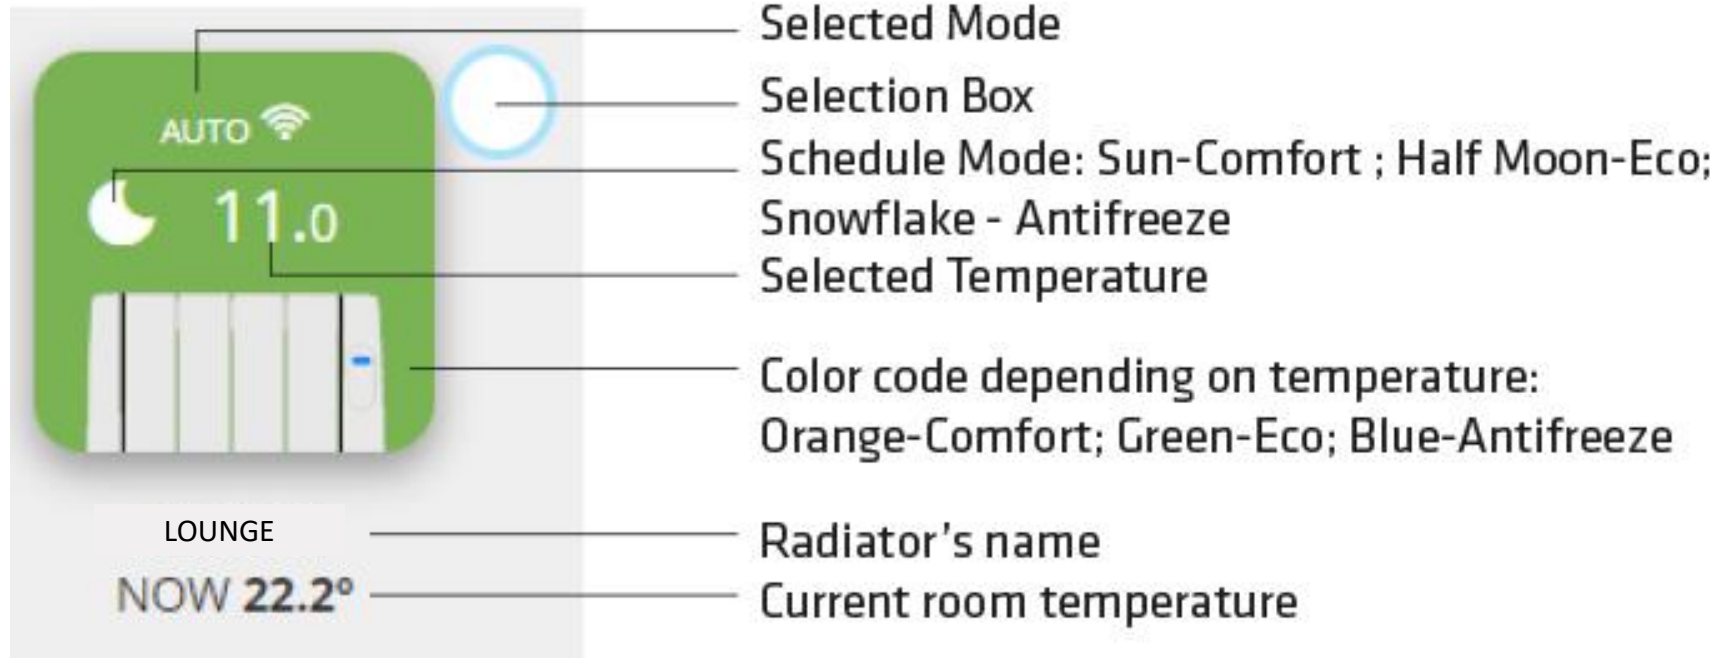 Selected Mode
Selection Box
AUTO
Schedule Mode: Sun-Comfort ; Half Moon-Eco;
Snowflake - Antifreeze
11.0
Selected Temperature
Color code depending on temperature:
Orange-Comfort; Green-Eco; Blue-Antifreeze
LOUNGE
Radiator's name
NOW 22.2º
Current room temperature